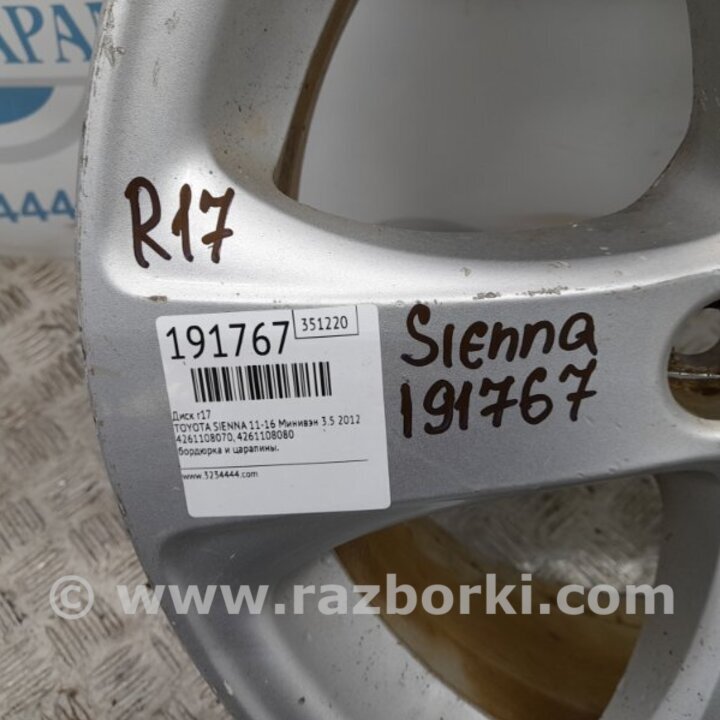 R17
191767 351220
Диск r17
TOYOTA SIENNA 11-16 Минивэн 3.5 2012
4261108070, 4261108080
бордюрка и царапины.
www.3234444.com
Sienna
191767
© www.razborki.com